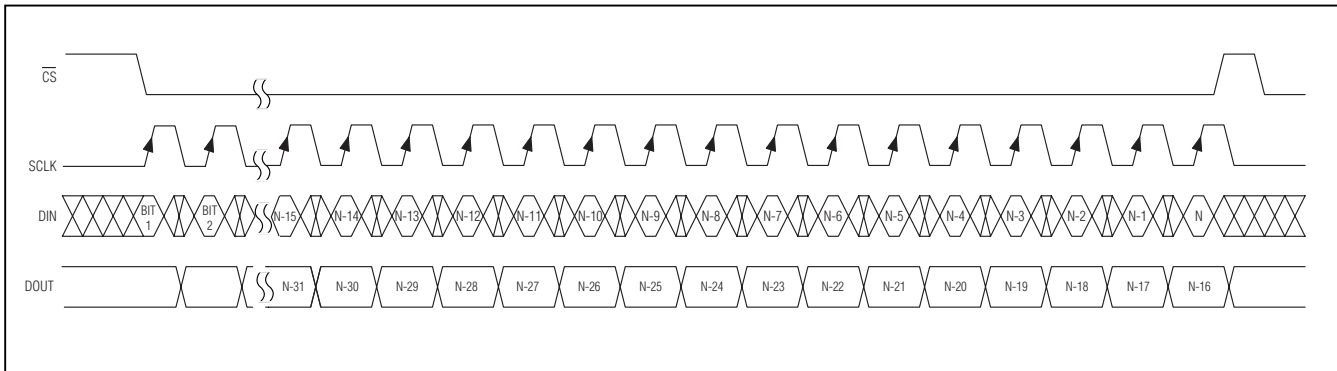 CS
SCLK
DIN
BIT 1
BIT 2
N-15 N-14 N-13 N-12 N-11 N-10 N-9 N-8 N-7 N-6 N-5 N-4 N-3 N-2 N-1 N
DOUT
N-31 N-30 N-29 N-28 N-27 N-26 N-25 N-24 N-23 N-22 N-21 N-20 N-19 N-18 N-17 N-16